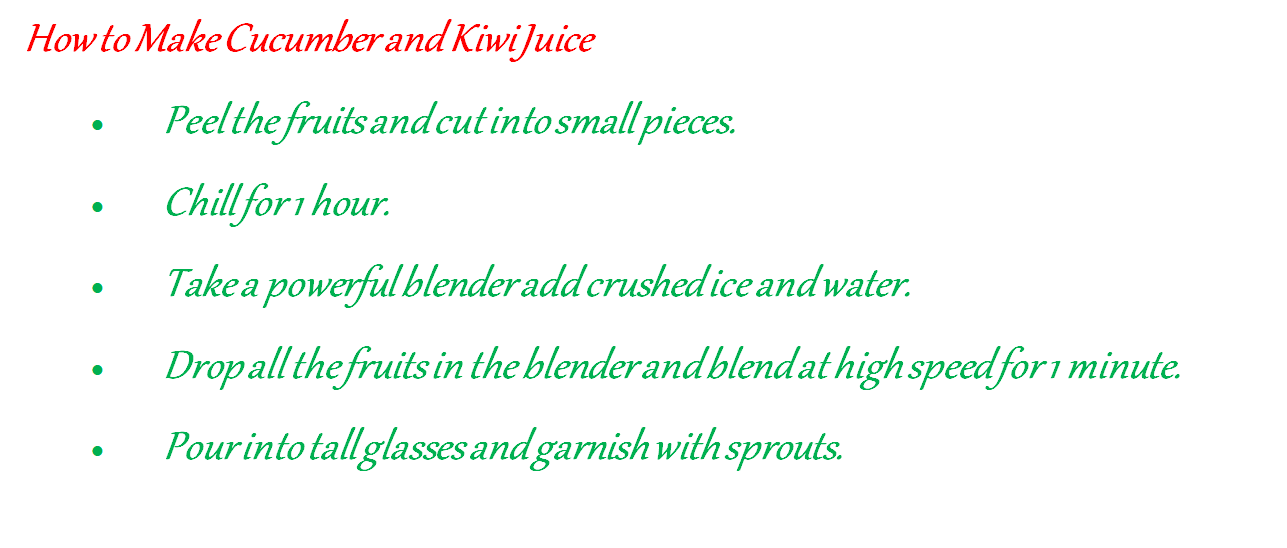 How to Make Cucumber and Kiwi Juice
• Peel the fruits and cut into small pieces.
• Chill for 1 hour.
• Take a powerful blender add crushed ice and water.
• Drop all the fruits in the blender and blend at high speed for 1 minute.
• Pour into tall glasses and garnish with sprouts.